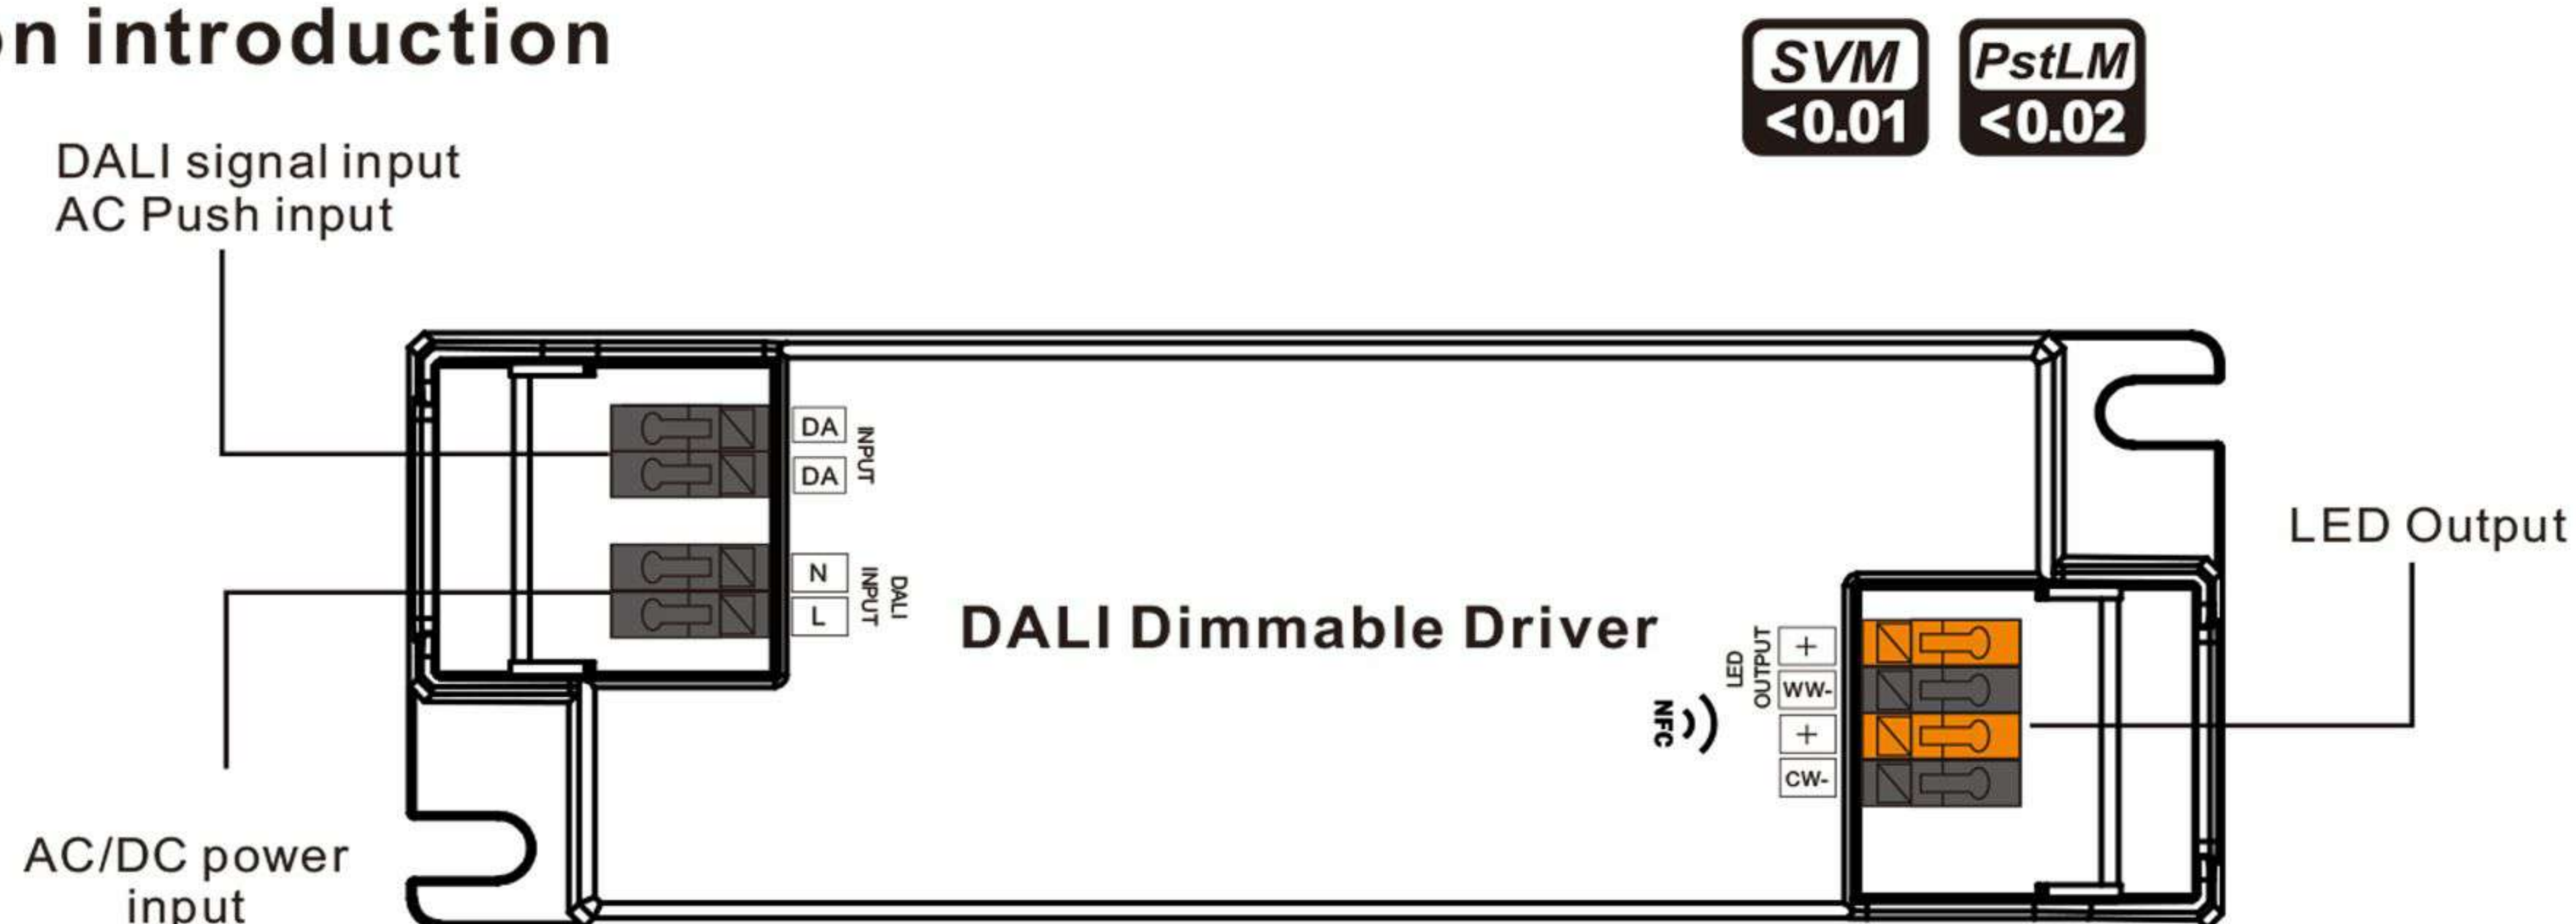 on introduction
SVM
<0.01
PstLM
<0.02
DALI signal input
AC Push input
DA
DA
INPUT
N
L
INPUT
DALI
DALI Dimmable Driver
LED Output
LED
OUTPUT
+
WW-
+
CW-
NFC
AC/DC power
input